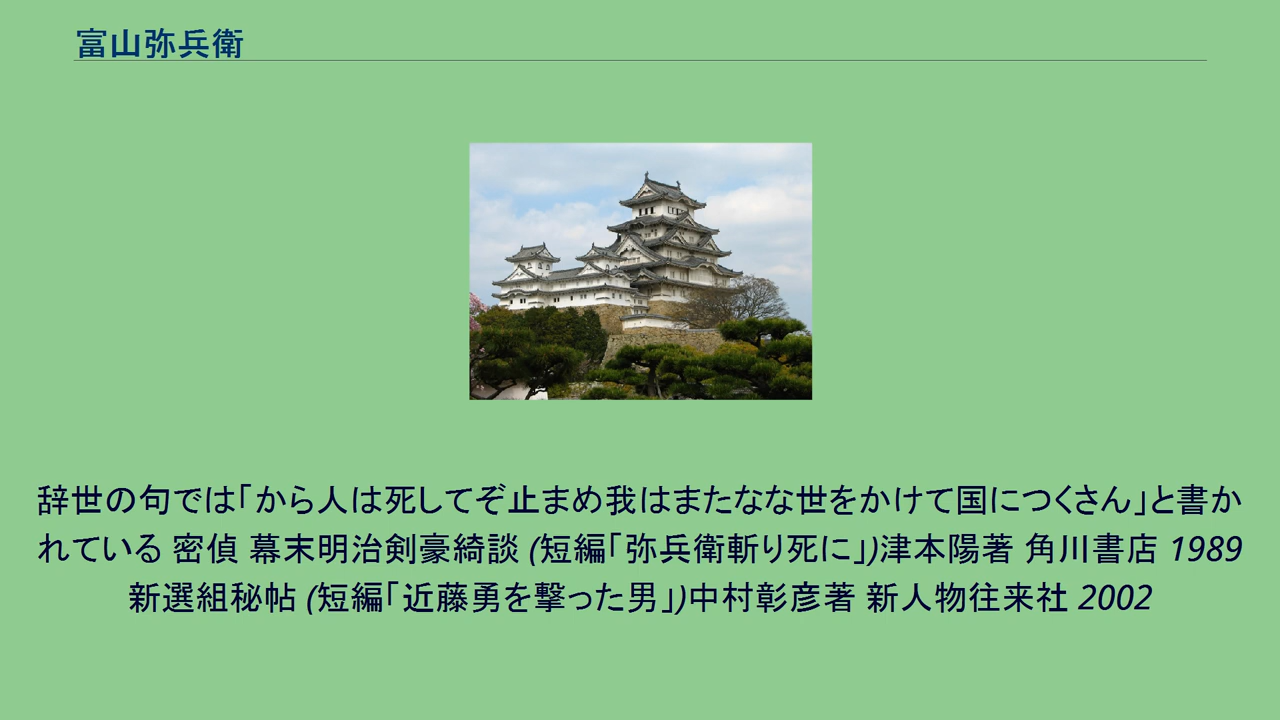 富山弥兵衛
辞世の句では「から人は死してぞ止まめ我はまたなな世をかけて国につくさん」と書か
れている 密偵 幕末明治剣豪綺談 (短編「弥兵衛斬り死に」)津本陽著 角川書店 1989
新選組秘帖 (短編「近藤勇を撃った男」)中村彰彦著 新人物往来社 2002